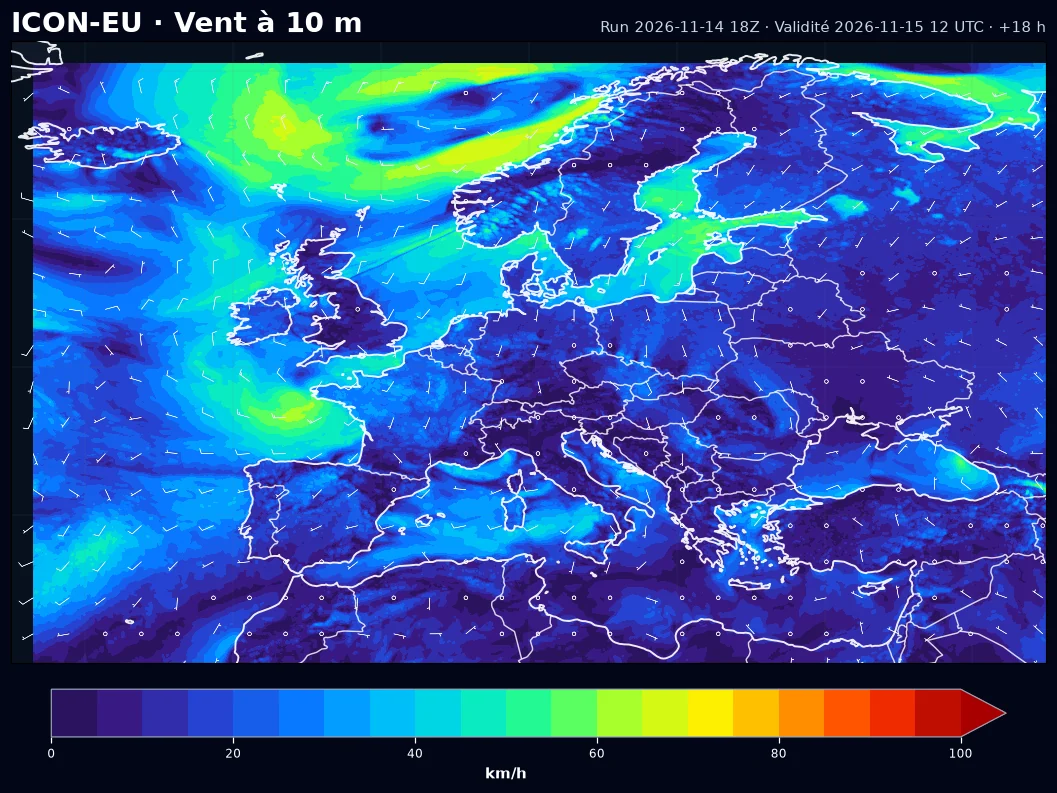 ICON-EU · Vent à 10 m
Run 2026-11-14 18Z · Validité 2026-11-15 12 UTC · +18 h
0 20 40 60 80 100
km/h